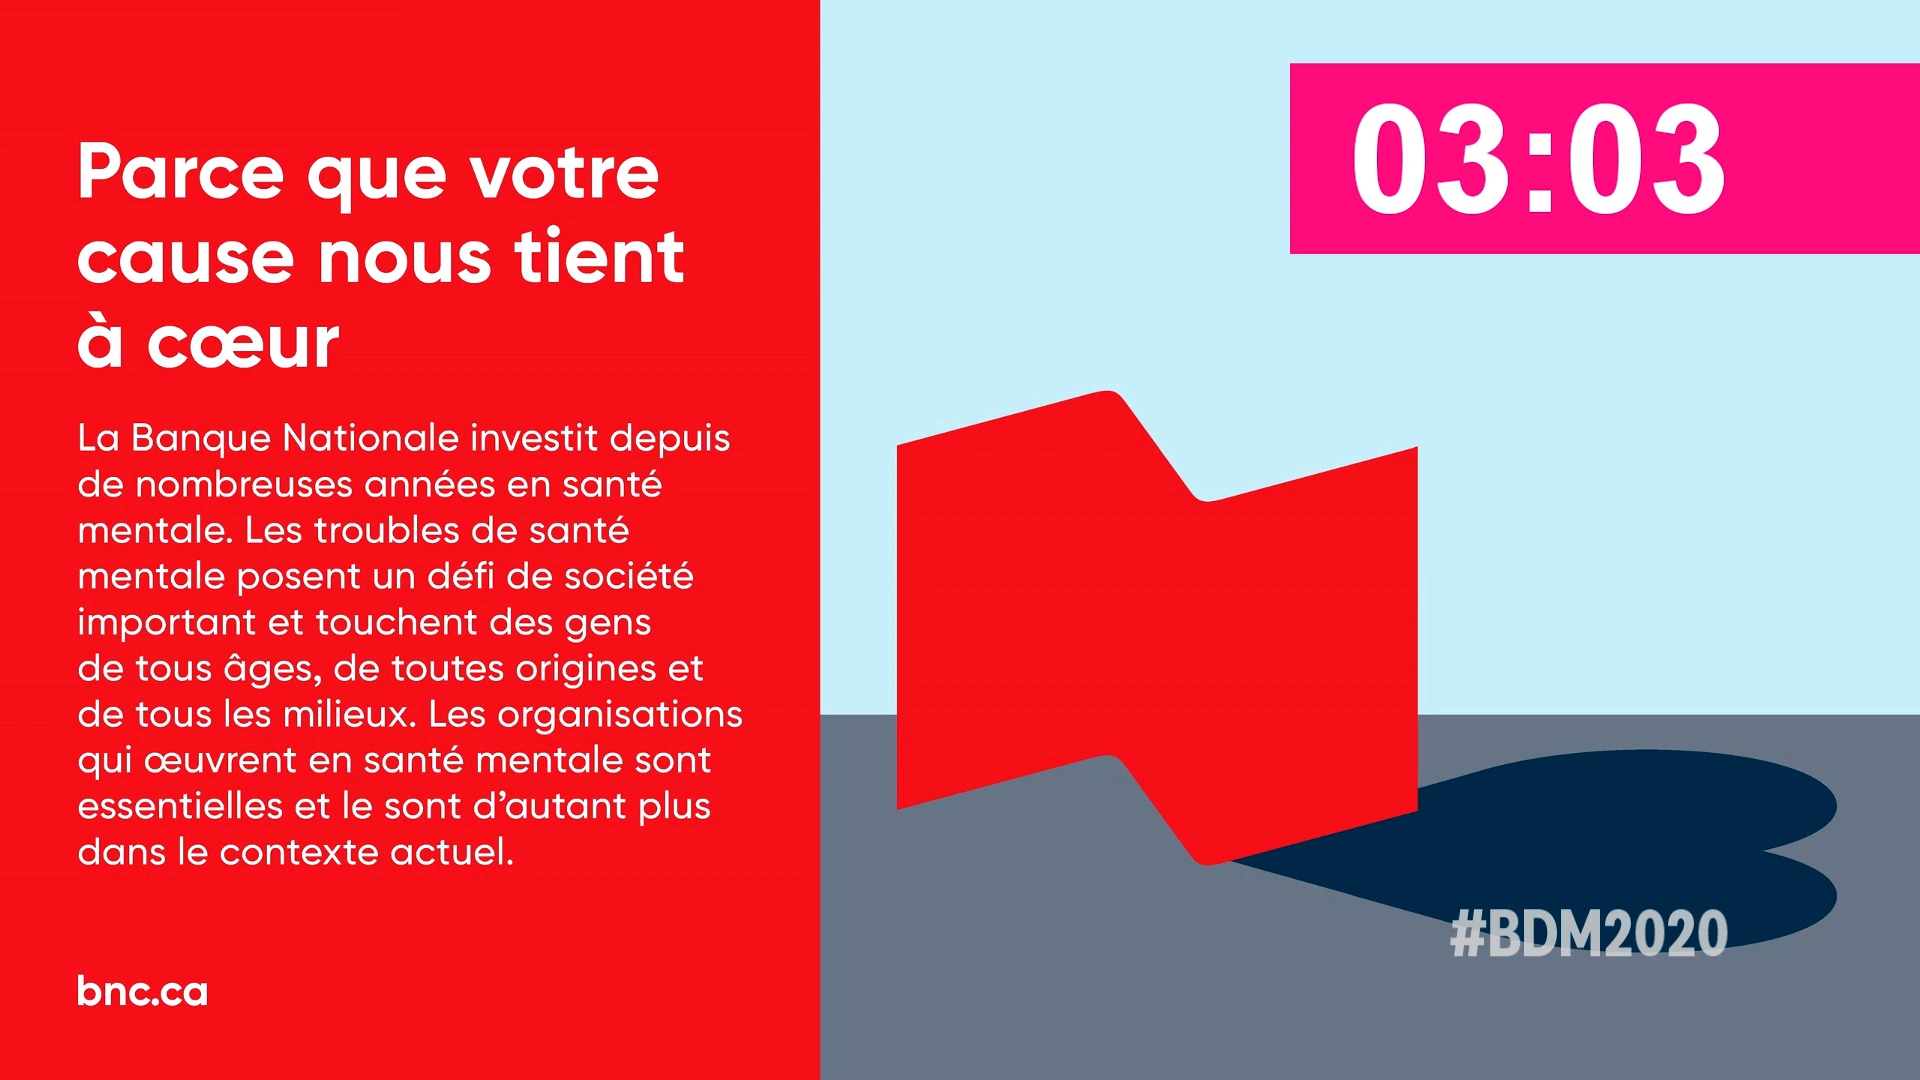 Parce que votre
cause nous tient
à cœur
La Banque Nationale investit depuis
de nombreuses années en santé
mentale. Les troubles de santé
mentale posent un défi de société
important et touchent des gens
de tous âges, de toutes origines et
de tous les milieux. Les organisations
qui œuvrent en santé mentale sont
essentielles et le sont d’autant plus
dans le contexte actuel.
bnc.ca
03:03
#BDM2020